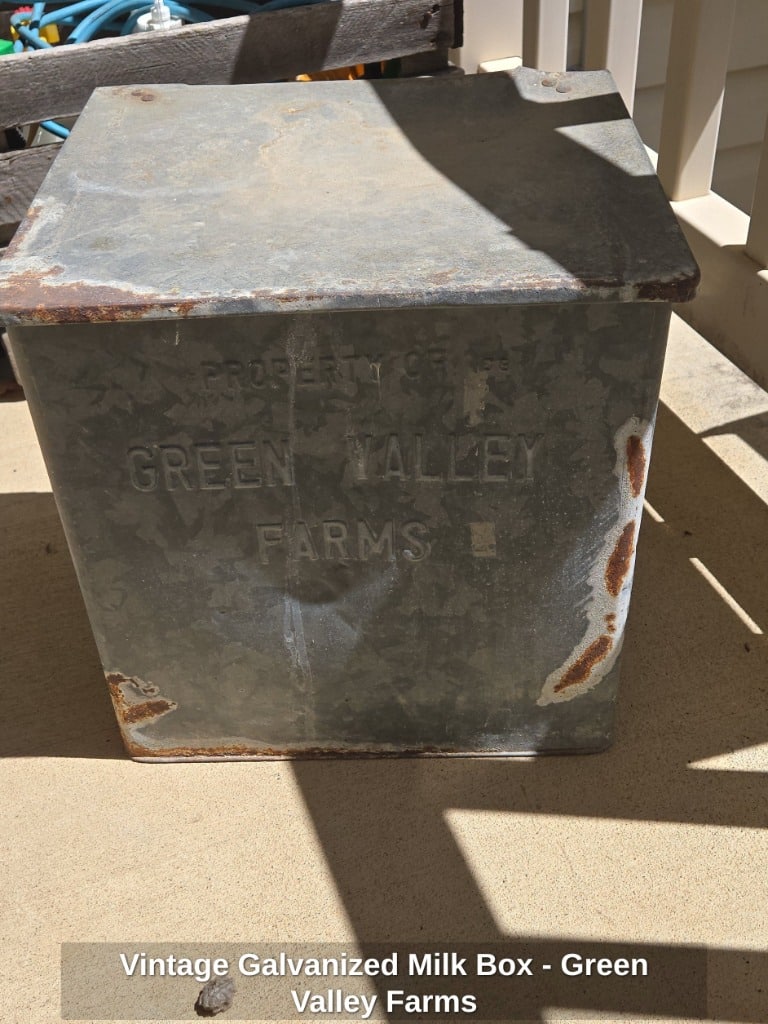 PROPERTY OF
GREEN VALLEY
FARMS
Vintage Galvanized Milk Box - Green
Valley Farms